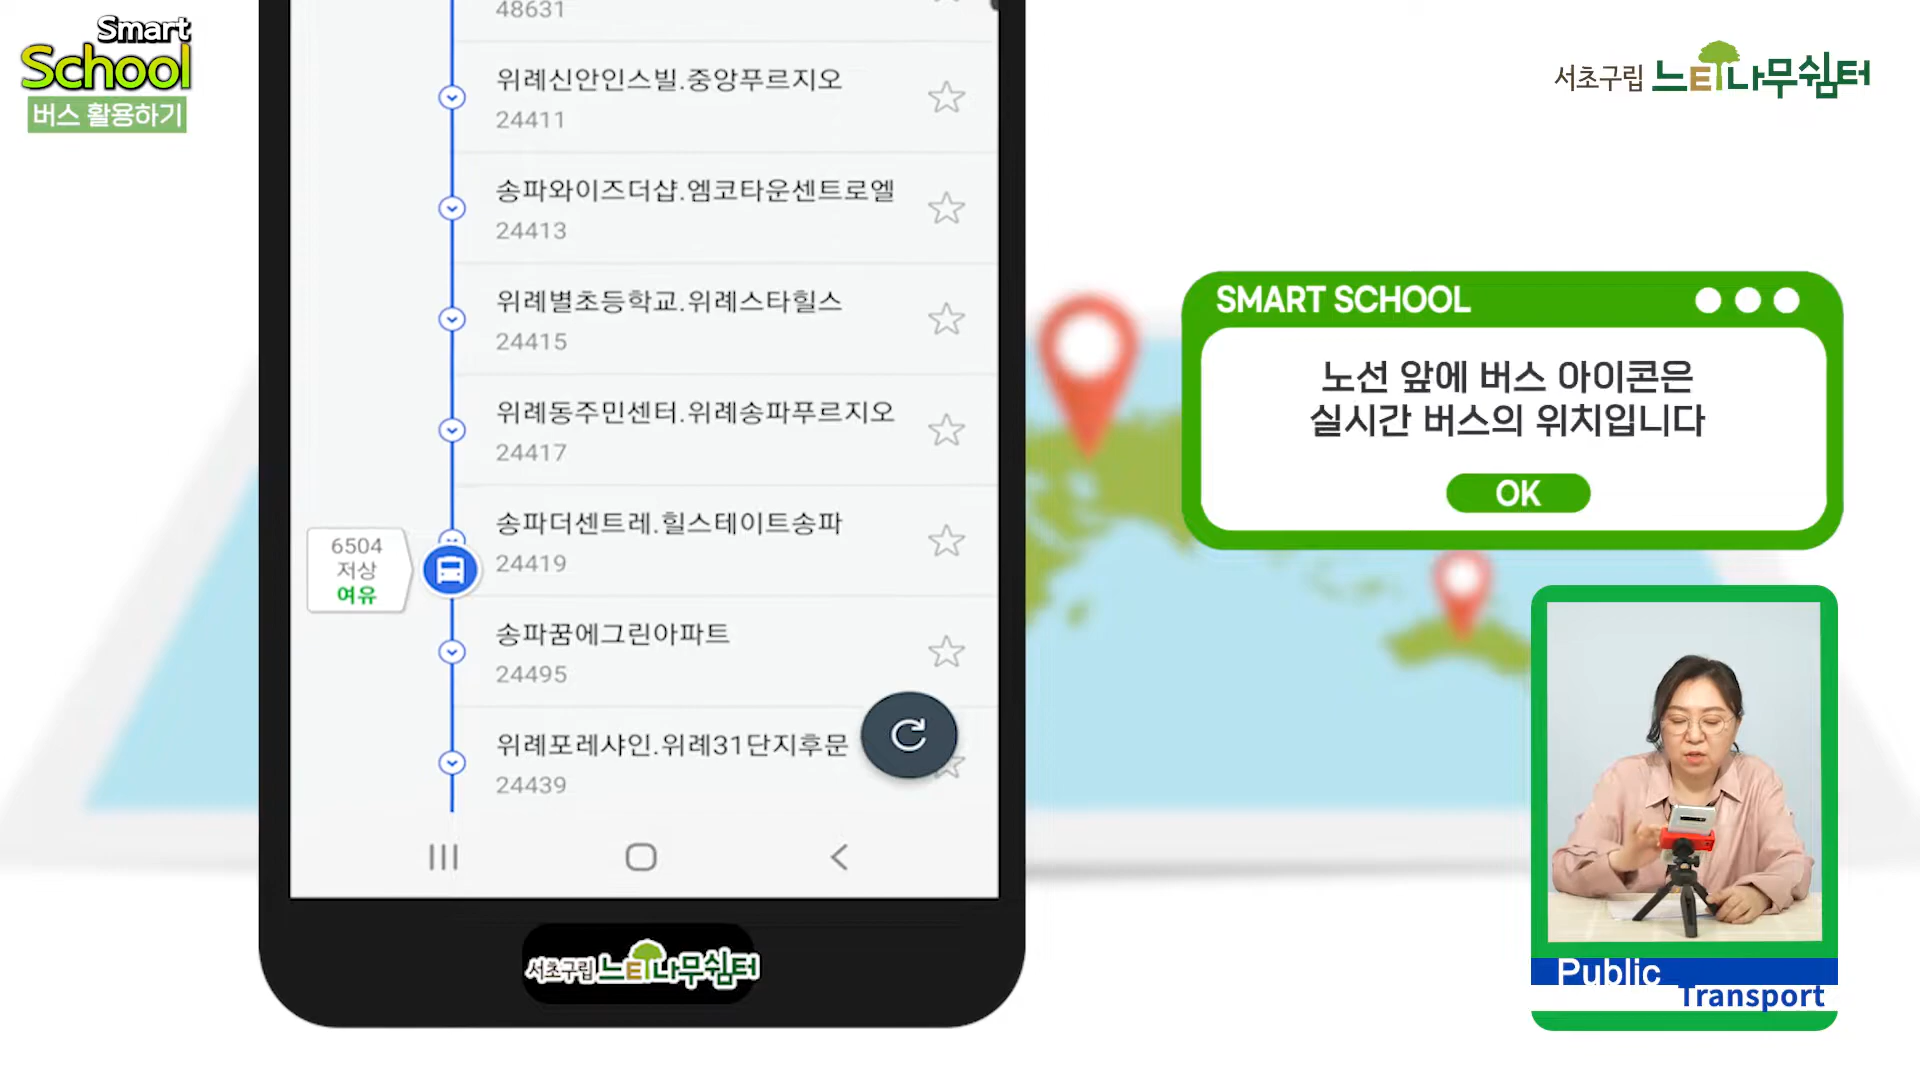 Smart
School
버스 활용하기
서초구립 느티나무쉼터
48631
위례신안인스빌.중앙푸르지오
24411
송파와이즈더샵.엠코타운센트로엘
24413
위례별초등학교.위례스타힐스
24415
위례동주민센터.위례송파푸르지오
24417
송파더센트레.힐스테이트송파
24419
6504
저상
여유
송파꿈에그린아파트
24495
위례포레샤인.위례31단지후문
24439
서초구립 느티나무쉼터
SMART SCHOOL
노선 앞에 버스 아이콘은
실시간 버스의 위치입니다
OK
Public
Transport